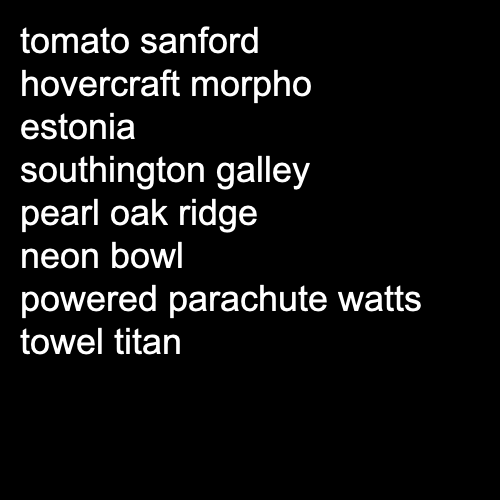 tomato sanford
hovercraft morpho
estonia
southington galley
pearl oak ridge
neon bowl
powered parachute watts
towel titan